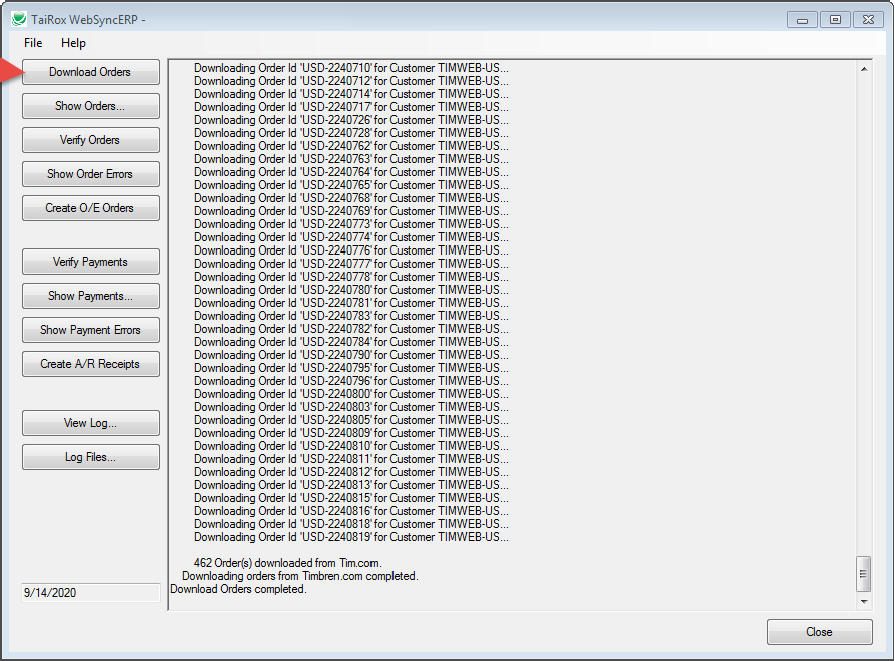 TaiRox WebSyncERP -
File Help
Download Orders
Show Orders...
Verify Orders
Show Order Errors
Create O/E Orders
Verify Payments
Show Payments...
Show Payment Errors
Create A/R Receipts
View Log...
Log Files...
9/14/2020
Downloading Order Id 'USD-2240710' for Customer TIMWEB-US...
Downloading Order Id 'USD-2240712' for Customer TIMWEB-US...
Downloading Order Id 'USD-2240714' for Customer TIMWEB-US...
Downloading Order Id 'USD-2240717' for Customer TIMWEB-US...
Downloading Order Id 'USD-2240726' for Customer TIMWEB-US...
Downloading Order Id 'USD-2240728' for Customer TIMWEB-US...
Downloading Order Id 'USD-2240762' for Customer TIMWEB-US...
Downloading Order Id 'USD-2240763' for Customer TIMWEB-US...
Downloading Order Id 'USD-2240764' for Customer TIMWEB-US...
Downloading Order Id 'USD-2240765' for Customer TIMWEB-US...
Downloading Order Id 'USD-2240768' for Customer TIMWEB-US...
Downloading Order Id 'USD-2240769' for Customer TIMWEB-US...
Downloading Order Id 'USD-2240773' for Customer TIMWEB-US...
Downloading Order Id 'USD-2240774' for Customer TIMWEB-US...
Downloading Order Id 'USD-2240776' for Customer TIMWEB-US...
Downloading Order Id 'USD-2240777' for Customer TIMWEB-US...
Downloading Order Id 'USD-2240778' for Customer TIMWEB-US...
Downloading Order Id 'USD-2240780' for Customer TIMWEB-US...
Downloading Order Id 'USD-2240781' for Customer TIMWEB-US...
Downloading Order Id 'USD-2240783' for Customer TIMWEB-US...
Downloading Order Id 'USD-2240782' for Customer TIMWEB-US...
Downloading Order Id 'USD-2240784' for Customer TIMWEB-US...
Downloading Order Id 'USD-2240790' for Customer TIMWEB-US...
Downloading Order Id 'USD-2240795' for Customer TIMWEB-US...
Downloading Order Id 'USD-2240796' for Customer TIMWEB-US...
Downloading Order Id 'USD-2240800' for Customer TIMWEB-US...
Downloading Order Id 'USD-2240803' for Customer TIMWEB-US...
Downloading Order Id 'USD-2240805' for Customer TIMWEB-US...
Downloading Order Id 'USD-2240809' for Customer TIMWEB-US...
Downloading Order Id 'USD-2240810' for Customer TIMWEB-US...
Downloading Order Id 'USD-2240811' for Customer TIMWEB-US...
Downloading Order Id 'USD-2240812' for Customer TIMWEB-US...
Downloading Order Id 'USD-2240813' for Customer TIMWEB-US...
Downloading Order Id 'USD-2240815' for Customer TIMWEB-US...
Downloading Order Id 'USD-2240816' for Customer TIMWEB-US...
Downloading Order Id 'USD-2240818' for Customer TIMWEB-US...
Downloading Order Id 'USD-2240819' for Customer TIMWEB-US...
462 Order(s) downloaded from Tim.com.
Downloading orders from Timbren.com completed.
Download Orders completed.
Close